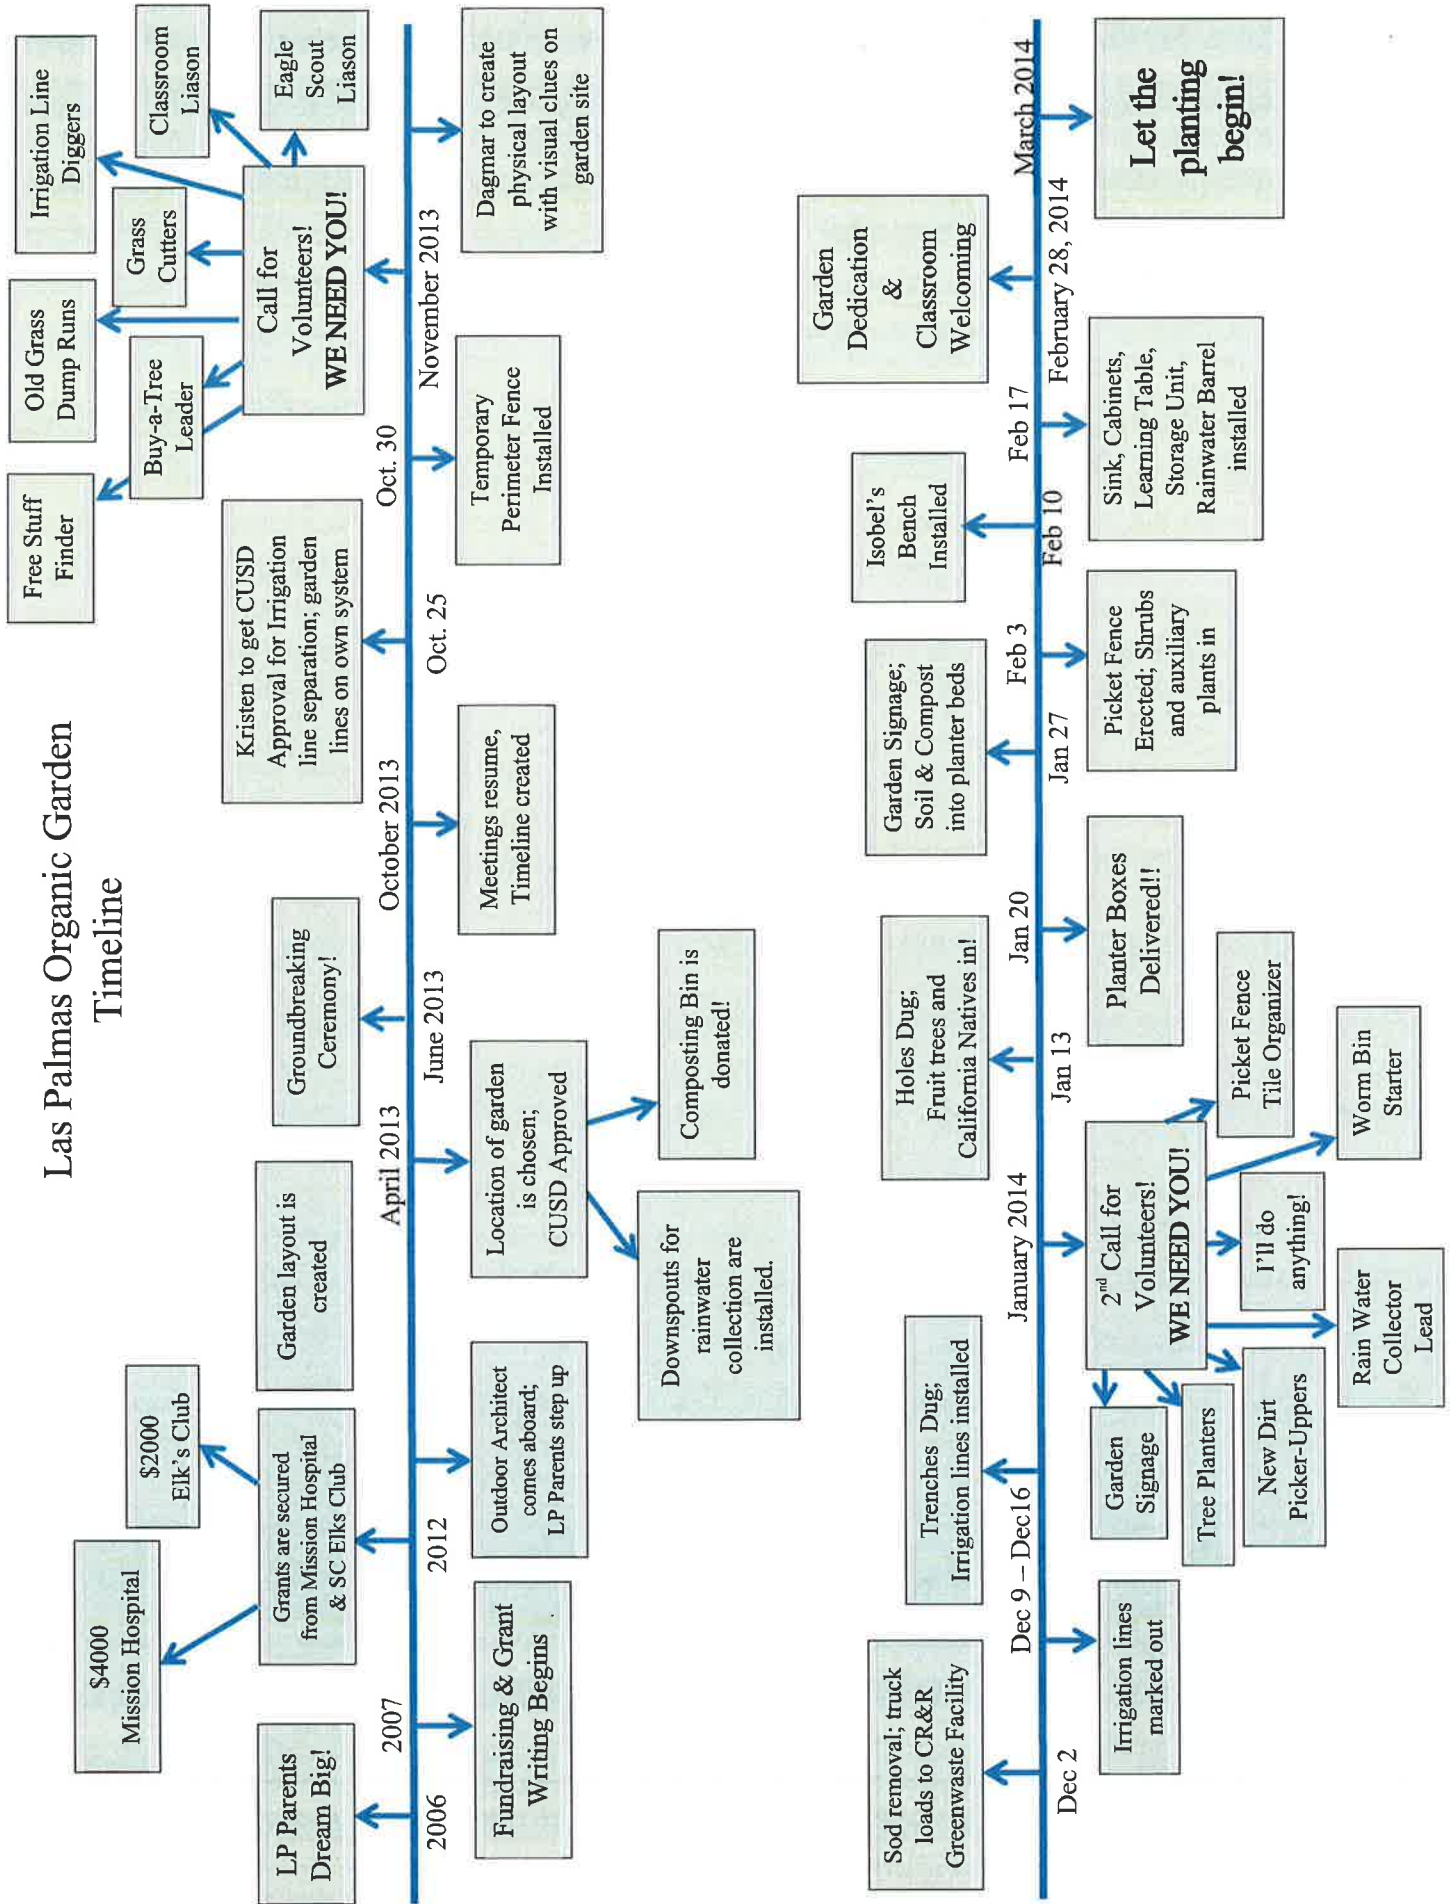 Las Palmas Organic Garden
Timeline
LP Parents
Dream Big!
2006
2007
Fundraising & Grant
Writing Begins
$4000
Mission Hospital
$2000
Elk's Club
Grants are secured
from Mission Hospital
& SC Elks Club
2012
Outdoor Architect
comes aboard;
LP Parents step up
Garden layout is
created
April 2013
Location of garden
is chosen;
CUSD Approved
Downspouts for
rainwater
collection are
installed.
Composting Bin is
donated!
Groundbreaking
Ceremony!
June 2013
October 2013
Meetings resume,
Timeline created
Kristen to get CUSD
Approval for Irrigation
line separation; garden
lines on own system
Oct. 25
Oct. 30
Temporary
Perimeter Fence
Installed
Free Stuff
Finder
Buy-a-Tree
Leader
Old Grass
Dump Runs
Grass
Cutters
Irrigation Line
Diggers
Classroom
Liason
Eagle
Scout
Liason
Call for
Volunteers!
WE NEED YOU!
November 2013
Dagmar to create
physical layout
with visual clues on
garden site
Sod removal; truck
loads to CR&R
Greenwaste Facility
Dec 2
Irrigation lines
marked out
Dec 9 – Dec16
Trenches Dug;
Irrigation lines installed
January 2014
2nd Call for
Volunteers!
WE NEED YOU!
Garden
Signage
Tree Planters
New Dirt
Picker-Uppers
Rain Water
Collector
Lead
I'll do
anything!
Worm Bin
Starter
Picket Fence
Tile Organizer
Holes Dug;
Fruit trees and
California Natives in!
Jan 13
Jan 20
Planter Boxes
Delivered!!
Garden Signage;
Soil & Compost
into planter beds
Jan 27
Feb 3
Picket Fence
Erected; Shrubs
and auxiliary
plants in
Isobel's
Bench
Installed
Feb 10
Feb 17
Sink, Cabinets,
Learning Table,
Storage Unit,
Rainwater Barrel
installed
Garden
Dedication
&
Classroom
Welcoming
February 28, 2014
March 2014
Let the
planting
begin!